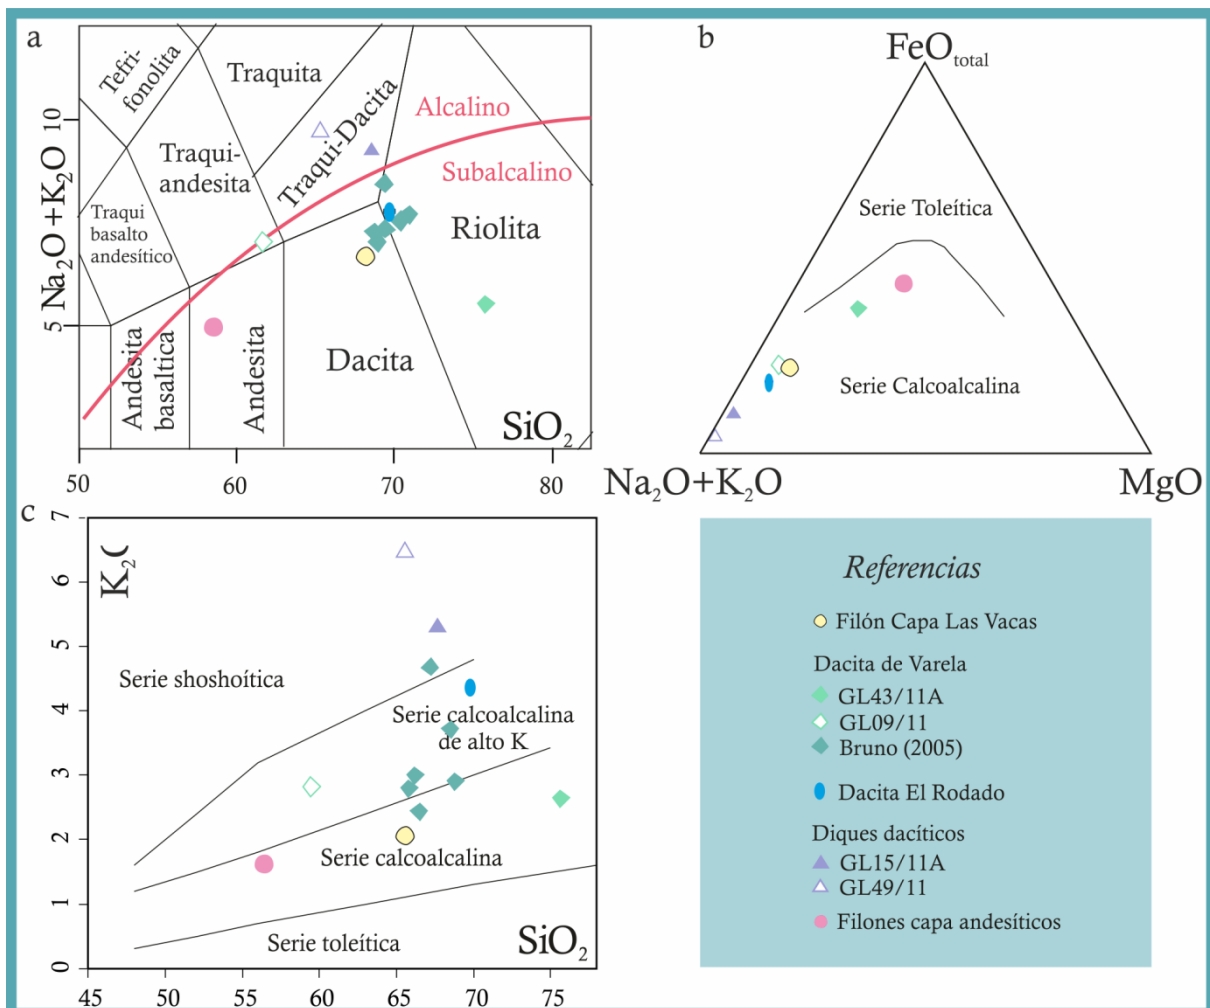 a
Tefri-
fonolita
Traquita
Traqui-Dacita
Alcalino
Subalcalino
Traqui-
andesita
Traqui
basalto
andesítico
Riolita
Andesita
basaltica
Andesita
Dacita
Na₂O+K₂O
10
5
SiO₂
50
60
70
80
b
FeO total
Serie Toleítica
Serie Calcoalcalina
Na₂O+K₂O
MgO
c
K₂(
7
6
5
4
3
2
1
0
Serie shoshoítica
Serie calcoalcalina
de alto K
Serie calcoalcalina
Serie toleítica
SiO₂
45
50
55
60
65
70
75
Referencias
Filón Capa Las Vacas
Dacita de Varela
GL43/11A
GL09/11
Bruno (2005)
Dacita El Rodado
Diques dacíticos
GL15/11A
GL49/11
Filones capa andesíticos